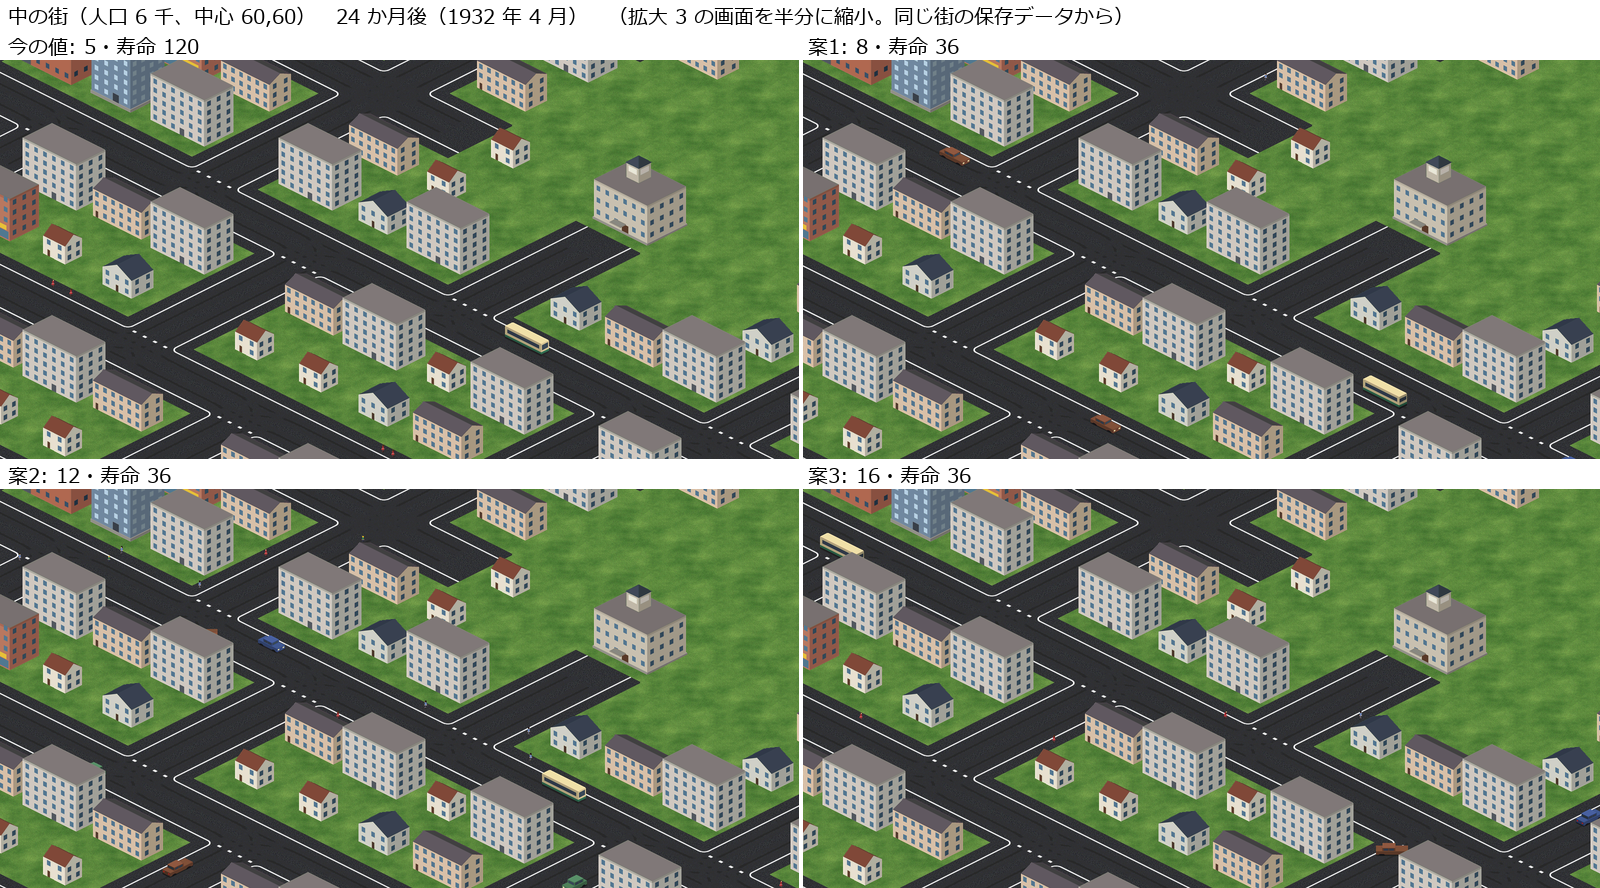 中の街（人口 6 千、中心 60,60） 24 か月後（1932 年 4 月） （拡大 3 の画面を半分に縮小。同じ街の保存データから）
今の値: 5・寿命 120
案1: 8・寿命 36
案2: 12・寿命 36
案3: 16・寿命 36